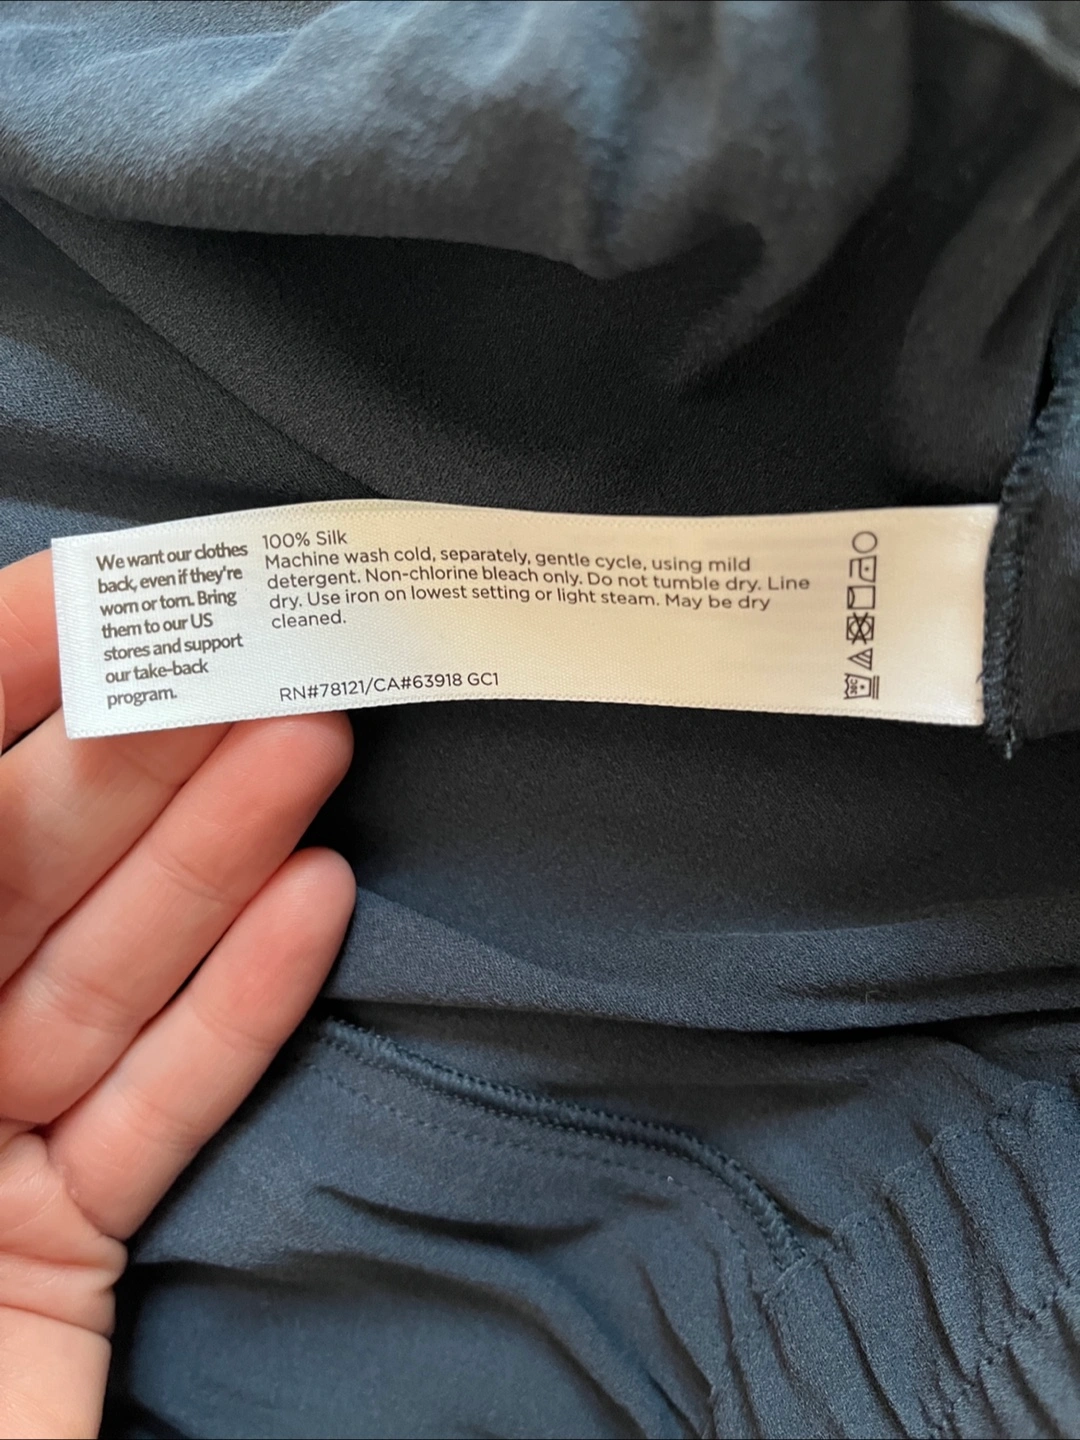 We want our clothes
back, even if they're
worn or torn. Bring
them to our US
stores and support
our take-back
program.
100% Silk
Machine wash cold, separately, gentle cycle, using mild
detergent. Non-chlorine bleach only. Do not tumble dry. Line
dry. Use iron on lowest setting or light steam. May be dry
cleaned.
RN#78121/CA#63918 GC1